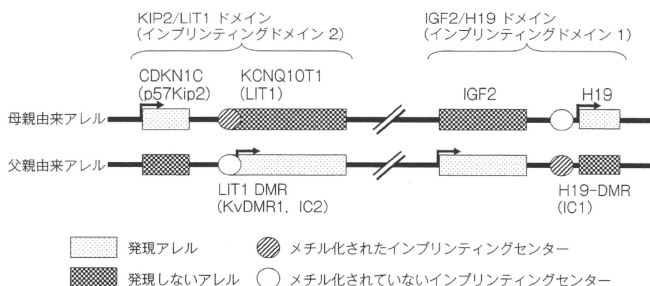 KIP2/LIT1 ドメイン
(インプリンティングドメイン 2)
IGF2/H19 ドメイン
(インプリンティングドメイン 1)
CDKN1C
(p57Kip2)
KCNQ10T1
(LIT1)
IGF2
H19
母親由来アレル
父親由来アレル
LIT1 DMR
(KvDMR1, IC2)
H19-DMR
(IC1)
発現アレル
メチル化されたインプリンティングセンター
発現しないアレル
メチル化されていないインプリンティングセンター